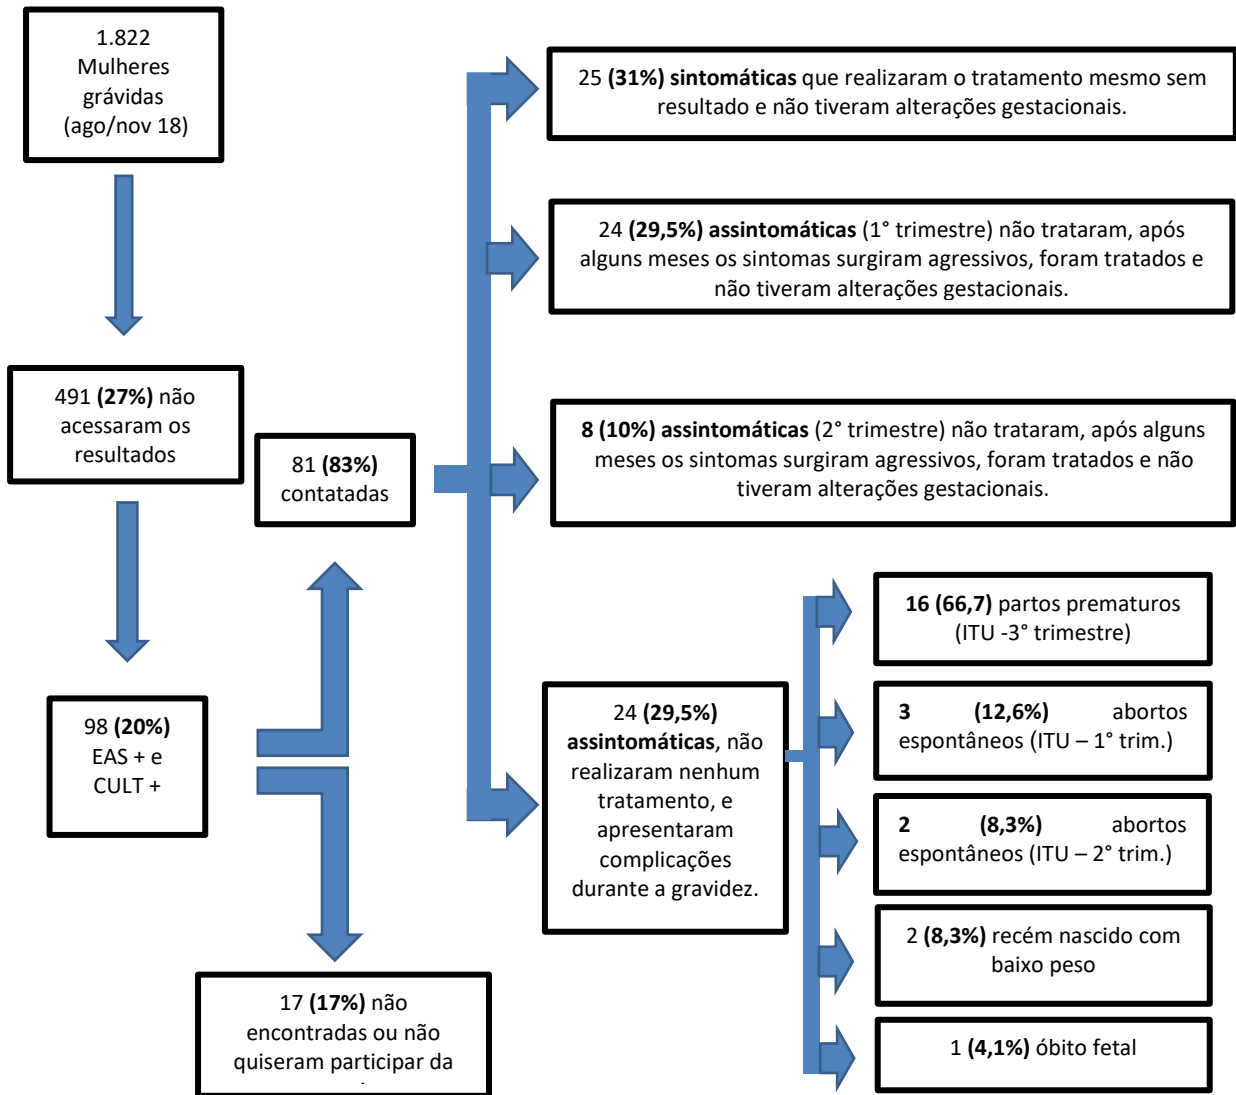 1.822
Mulheres
grávidas
(ago/nov 18)
491 (27%) não
acessaram os
resultados
98 (20%)
EAS + e
CULT +
81 (83%)
contatadas
17 (17%) não
encontradas ou não
quiseram participar da
25 (31%) sintomáticas que realizaram o tratamento mesmo sem
resultado e não tiveram alterações gestacionais.
24 (29,5%) assintomáticas (1° trimestre) não trataram, após
alguns meses os sintomas surgiram agressivos, foram tratados e
não tiveram alterações gestacionais.
8 (10%) assintomáticas (2° trimestre) não trataram, após alguns
meses os sintomas surgiram agressivos, foram tratados e não
tiveram alterações gestacionais.
24 (29,5%)
assintomáticas, não
realizaram nenhum
tratamento, e
apresentaram
complicações
durante a gravidez.
16 (66,7) partos prematuros
(ITU -3° trimestre)
3 (12,6%) abortos
espontâneos (ITU – 1° trim.)
2 (8,3%) abortos
espontâneos (ITU – 2° trim.)
2 (8,3%) recém nascido com
baixo peso
1 (4,1%) óbito fetal